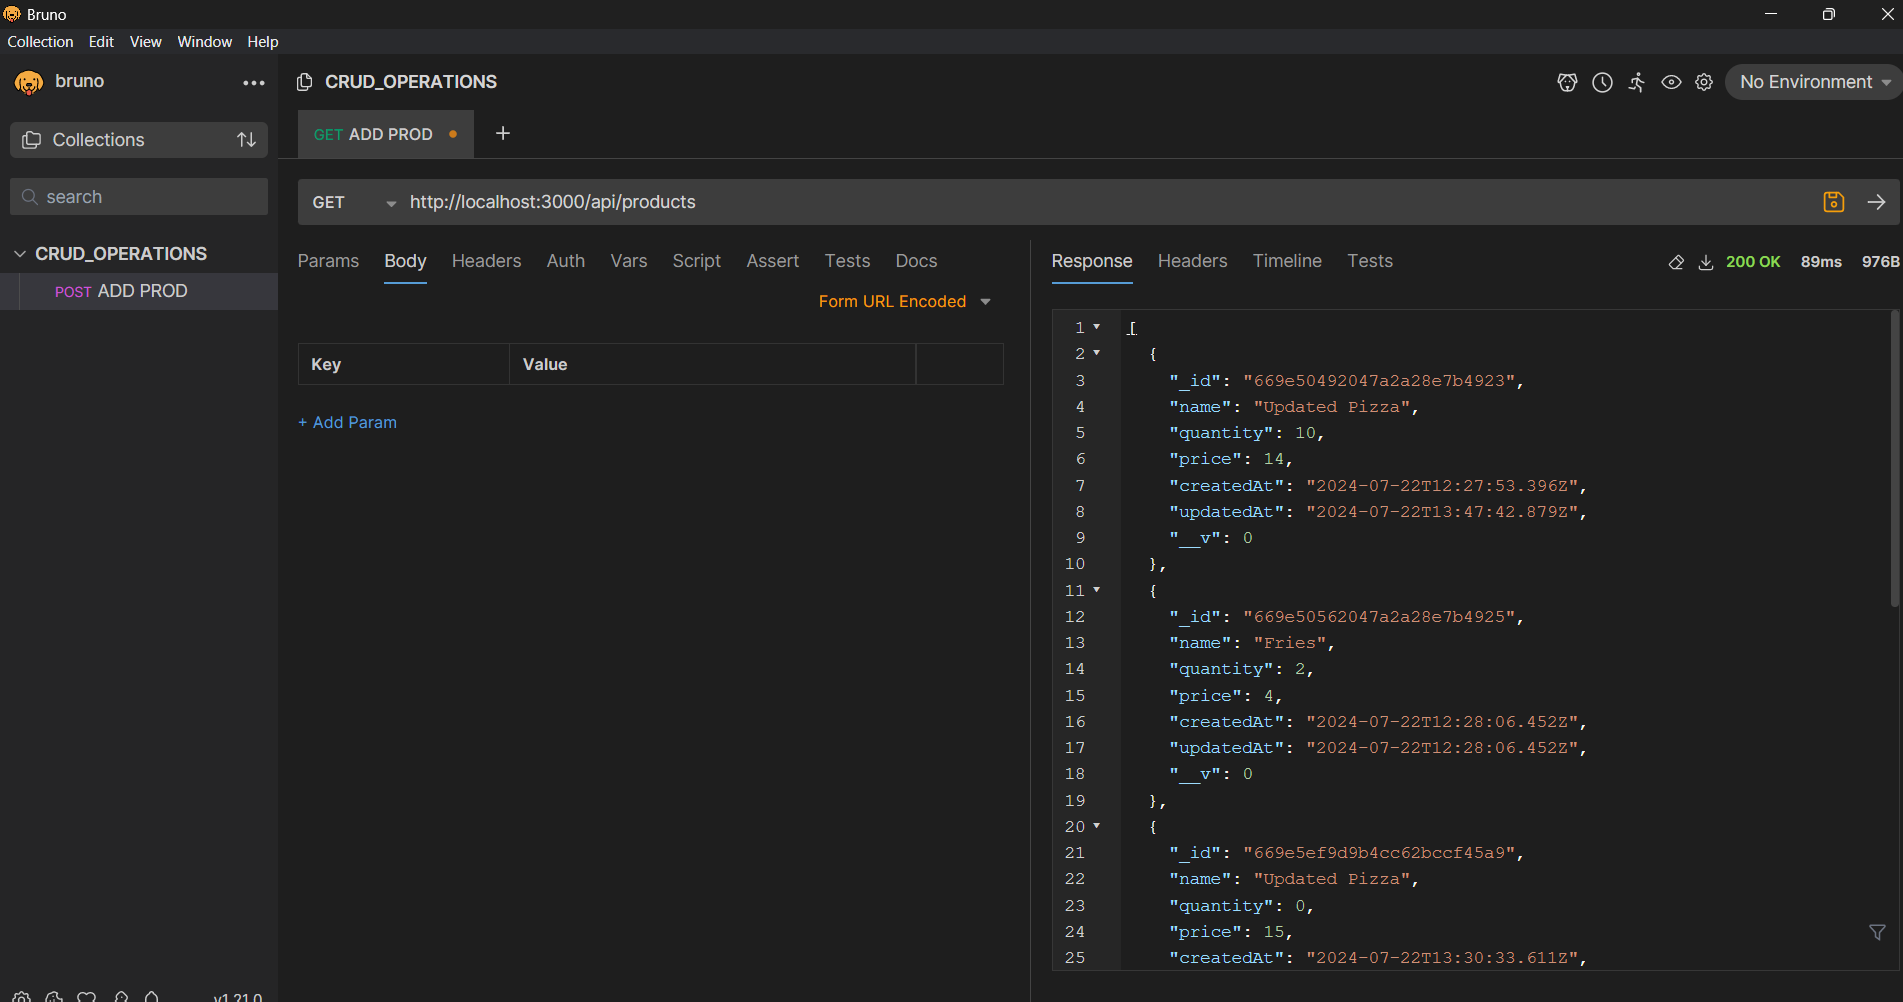 Bruno
Collection Edit View Window Help
bruno
CRUD_OPERATIONS
No Environment
Collections
GET ADD PROD
+
search
GET http://localhost:3000/api/products
CRUD_OPERATIONS
POST ADD PROD
Params Body Headers Auth Vars Script Assert Tests Docs
Form URL Encoded
Key Value
+ Add Param
Response Headers Timeline Tests
200 OK 89ms 976B
1 [
2 {
3 "_id": "669e50492047a2a28e7b4923",
4 "name": "Updated Pizza",
5 "quantity": 10,
6 "price": 14,
7 "createdAt": "2024-07-22T12:27:53.396Z",
8 "updatedAt": "2024-07-22T13:47:42.879Z",
9 "__v": 0
10 },
11 {
12 "_id": "669e50562047a2a28e7b4925",
13 "name": "Fries",
14 "quantity": 2,
15 "price": 4,
16 "createdAt": "2024-07-22T12:28:06.452Z",
17 "updatedAt": "2024-07-22T12:28:06.452Z",
18 "__v": 0
19 },
20 {
21 "_id": "669e5ef9d9b4cc62bccf45a9",
22 "name": "Updated Pizza",
23 "quantity": 0,
24 "price": 15,
25 "createdAt": "2024-07-22T13:30:33.611Z",
v1.21.0